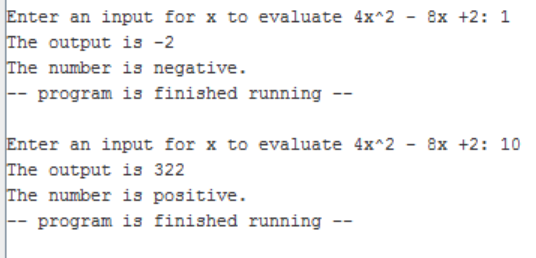 Enter an input for x to evaluate 4x^2 - 8x +2: 1
The output is -2
The number is negative.
-- program is finished running --
Enter an input for x to evaluate 4x^2 - 8x +2: 10
The output is 322
The number is positive.
-- program is finished running --